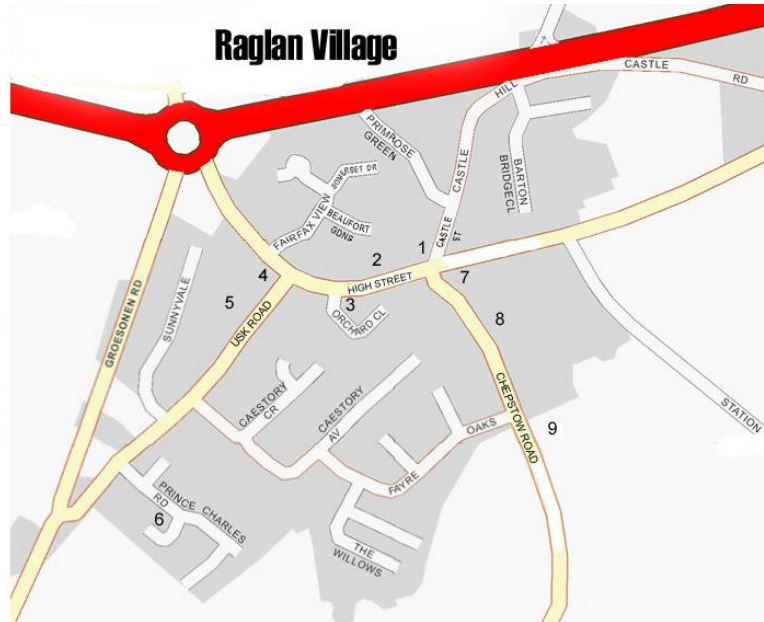 Raglan Village
CASTLE
RD
HILL
CASTLE
PRIMROSE
GREEN
BARTON
BRIDGECL
SOMERSET DR
FAIRFAX VIEW
BEAUFORT
GDNS
CASTLE
ST
1
2
HIGH STREET
7
4
3
5
ORCHARD CL
8
SUNNYVALE
GROESONEN RD
USK ROAD
CHEPSTOW ROAD
STATION
CAESTORY
CR
CAESTORY
AV
OAKS
9
FAYRE
PRINCE CHARLES
RD
6
THE
WILLOWS